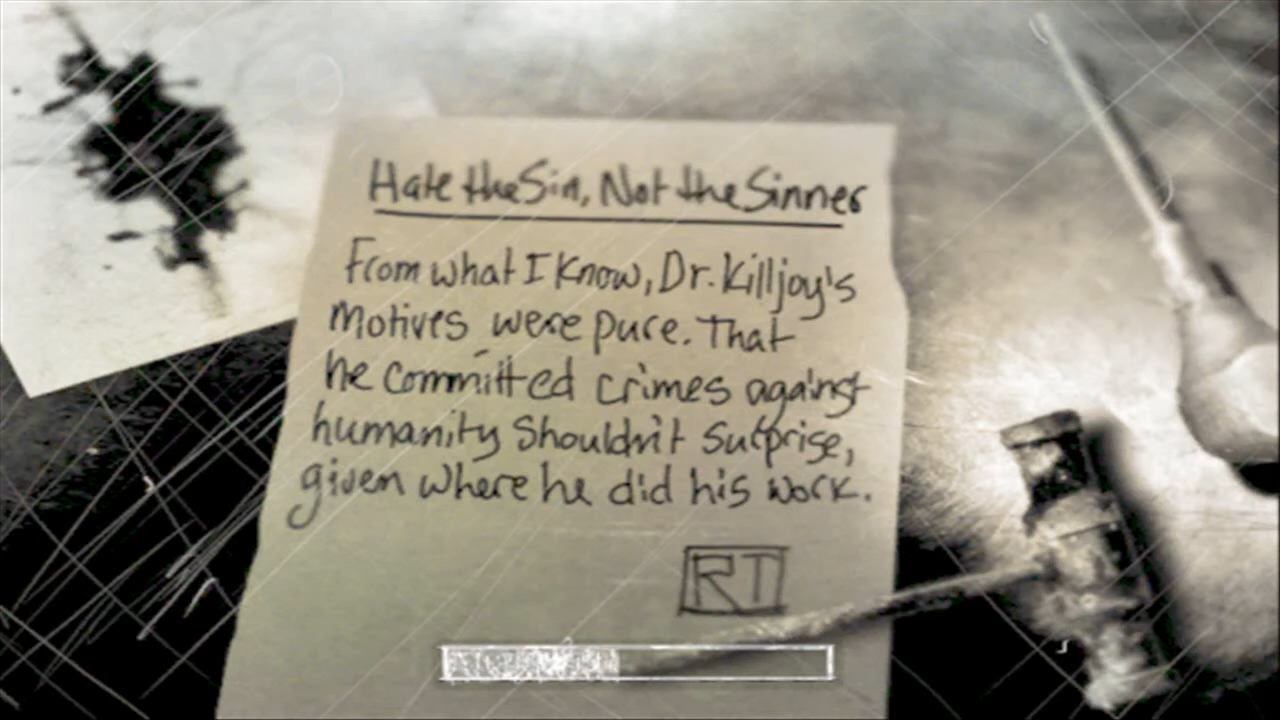 Hate the Sin, Not the Sinner
From what I Know, Dr. Killjoy's
Motives were pure. That
he committed crimes against
humanity Shouldn't Surprise,
given where he did his work.
RT